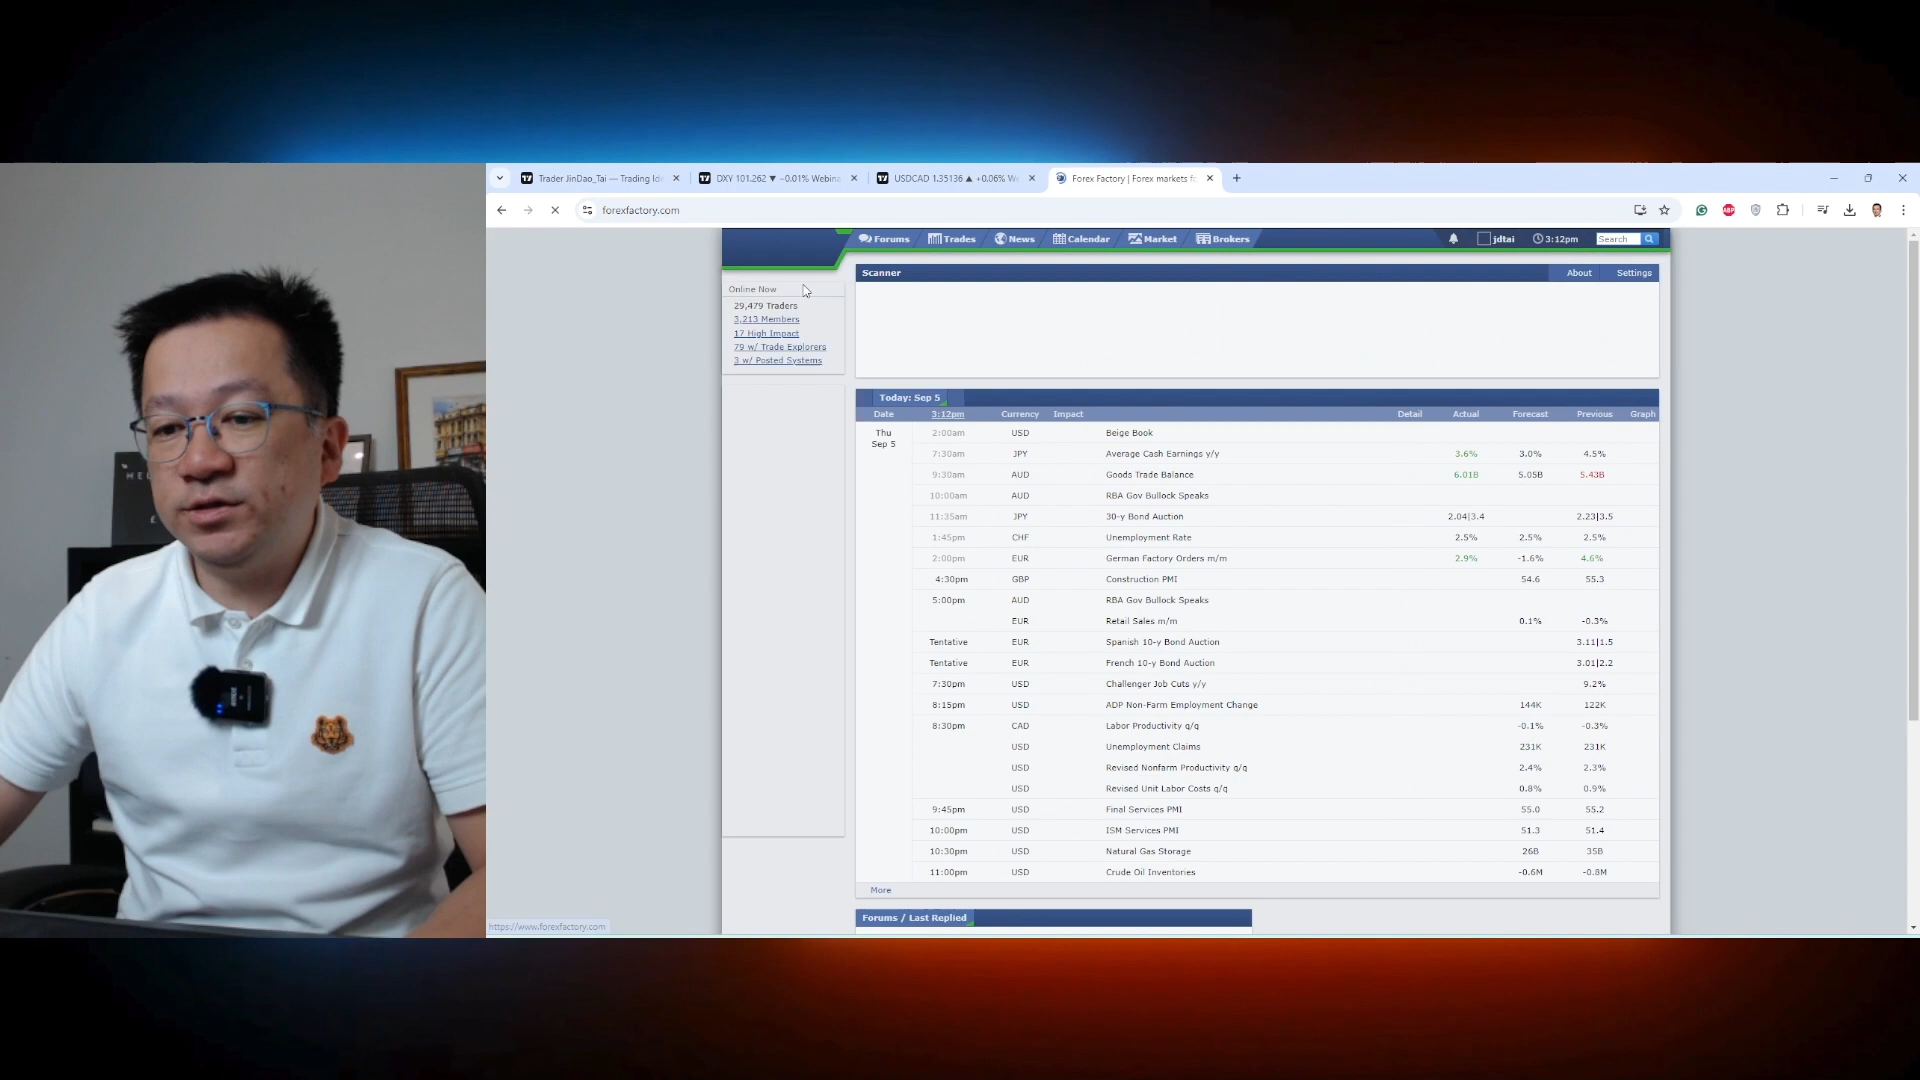 Trader JinDao_Tai — Trading Ide
DXY 101.262 ▼ −0.01% Webina
USDCAD 1.35136 ▲ +0.06% We
Forex Factory | Forex markets fo
forexfactory.com
Forums
Trades
News
Calendar
Market
Brokers
jdtai
3:12pm
Search
Online Now
29,479 Traders
3,213 Members
17 High Impact
79 w/ Trade Explorers
3 w/ Posted Systems
Scanner
About
Settings
Today: Sep 5
Date 3:12pm Currency Impact Detail Actual Forecast Previous Graph
Thu
Sep 5
2:00am USD Beige Book
7:30am JPY Average Cash Earnings y/y 3.6% 3.0% 4.5%
9:30am AUD Goods Trade Balance 6.01B 5.05B 5.43B
10:00am AUD RBA Gov Bullock Speaks
11:35am JPY 30-y Bond Auction 2.04|3.4 2.23|3.5
1:45pm CHF Unemployment Rate 2.5% 2.5% 2.5%
2:00pm EUR German Factory Orders m/m 2.9% -1.6% 4.6%
4:30pm GBP Construction PMI 54.6 55.3
5:00pm AUD RBA Gov Bullock Speaks
EUR Retail Sales m/m 0.1% -0.3%
Tentative EUR Spanish 10-y Bond Auction 3.11|1.5
Tentative EUR French 10-y Bond Auction 3.01|2.2
7:30pm USD Challenger Job Cuts y/y 9.2%
8:15pm USD ADP Non-Farm Employment Change 144K 122K
8:30pm CAD Labor Productivity q/q -0.1% -0.3%
USD Unemployment Claims 231K 231K
USD Revised Nonfarm Productivity q/q 2.4% 2.3%
USD Revised Unit Labor Costs q/q 0.8% 0.9%
9:45pm USD Final Services PMI 55.0 55.2
10:00pm USD ISM Services PMI 51.3 51.4
10:30pm USD Natural Gas Storage 26B 35B
11:00pm USD Crude Oil Inventories -0.6M -0.8M
More
Forums / Last Replied
https://www.forexfactory.com